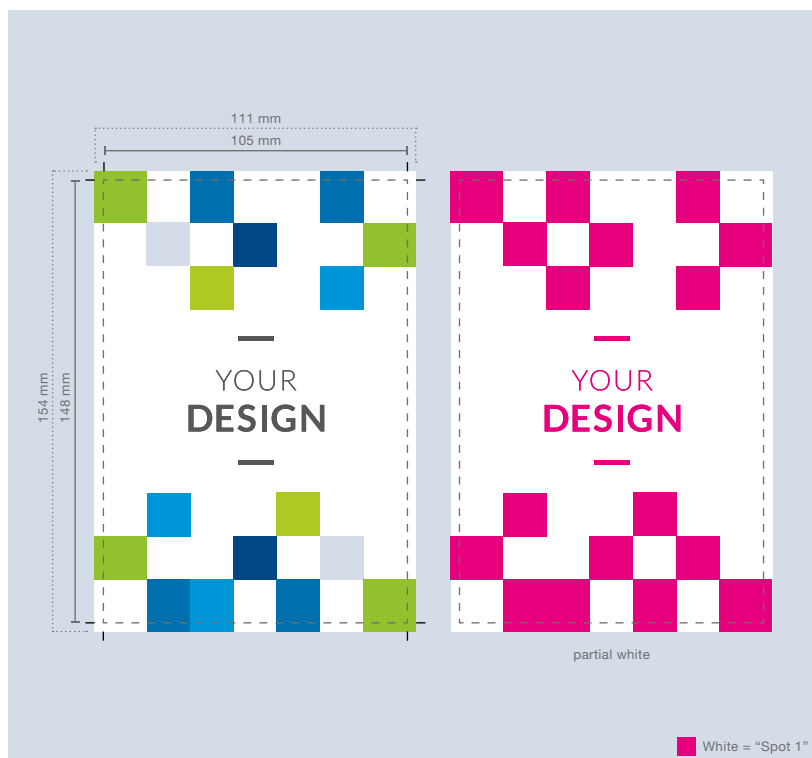 111 mm
105 mm
154 mm
148 mm
YOUR
DESIGN
YOUR
DESIGN
partial white
White = “Spot 1”